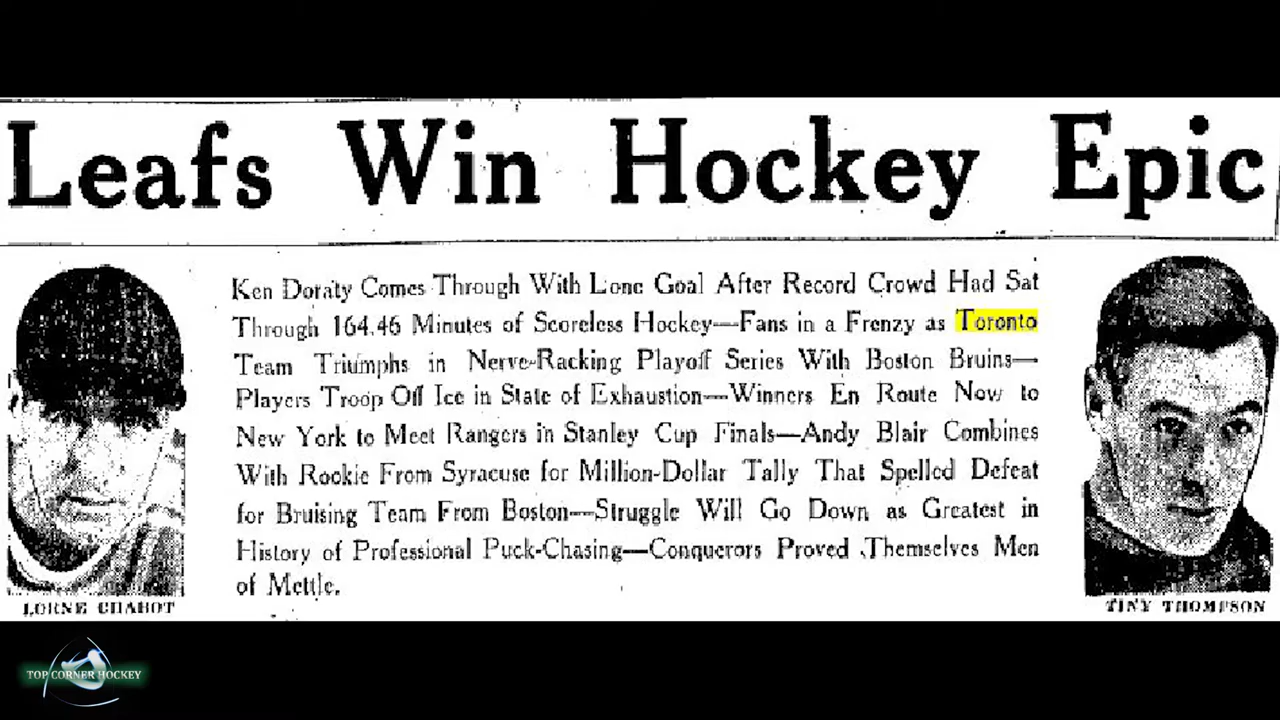 Leafs Win Hockey Epic
Ken Doraty Comes Through With Lone Goal After Record Crowd Had Sat
Through 164.46 Minutes of Scoreless Hockey—Fans in a Frenzy as Toronto
Team Triumphs in Nerve-Racking Playoff Series With Boston Bruins—
Players Troop Off Ice in State of Exhaustion—Winners En Route Now to
New York to Meet Rangers in Stanley Cup Finals—Andy Blair Combines
With Rookie From Syracuse for Million-Dollar Tally That Spelled Defeat
for Bruising Team From Boston—Struggle Will Go Down as Greatest in
History of Professional Puck-Chasing—Conquerors Proved Themselves Men
of Mettle.
LORNE CHABOT
TINY THOMPSON
TOP CORNER HOCKEY